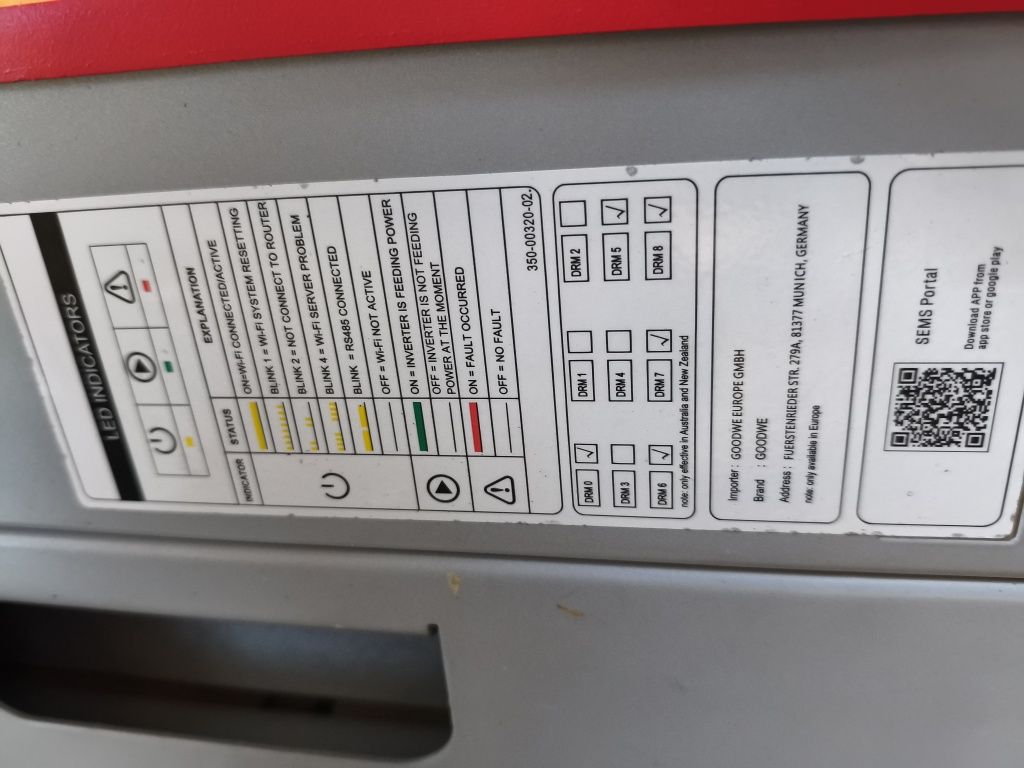 LED INDICATORS
INDICATOR STATUS EXPLANATION
ON=Wi-Fi CONNECTED/ACTIVE
BLINK 1 = Wi-Fi SYSTEM RESETTING
BLINK 2 = NOT CONNECT TO ROUTER
BLINK 4 = Wi-Fi SERVER PROBLEM
BLINK = RS485 CONNECTED
OFF = Wi-Fi NOT ACTIVE
ON = INVERTER IS FEEDING POWER
OFF = INVERTER IS NOT FEEDING
POWER AT THE MOMENT
ON = FAULT OCCURRED
OFF = NO FAULT
350-00320-02
DRM 0 DRM 1 DRM 2
DRM 3 DRM 4 DRM 5
DRM 6 DRM 7 DRM 8
note: only effective in Australia and New Zealand
Importer : GOODWE EUROPE GMBH
Brand : GOODWE
Address : FUERSTENRIEDER STR. 279A, 81377 MUNICH, GERMANY
note: only available in Europe
SEMS Portal
Download APP from
app store or google play